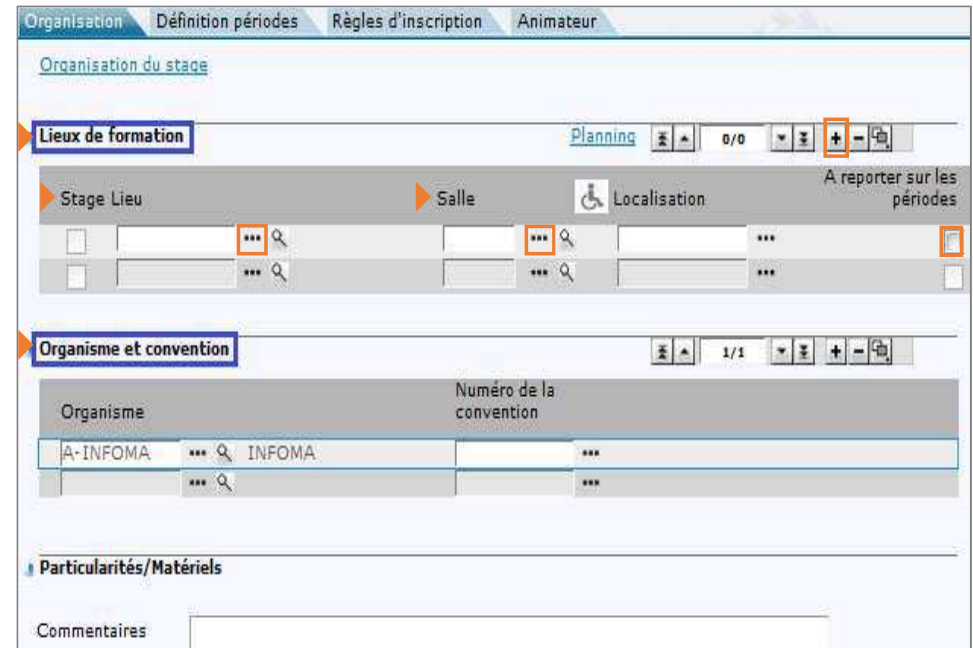 Organisation Définition périodes Règles d'inscription Animateur
Organisation du stage
Lieux de formation Planning 0/0 + -
Stage Lieu Salle Localisation A reporter sur les périodes
... ... ...
... ... ...
Organisme et convention 1/1 + -
Organisme Numéro de la convention
A-INFOMA ... INFOMA ...
... ...
Particularités/Matériels
Commentaires